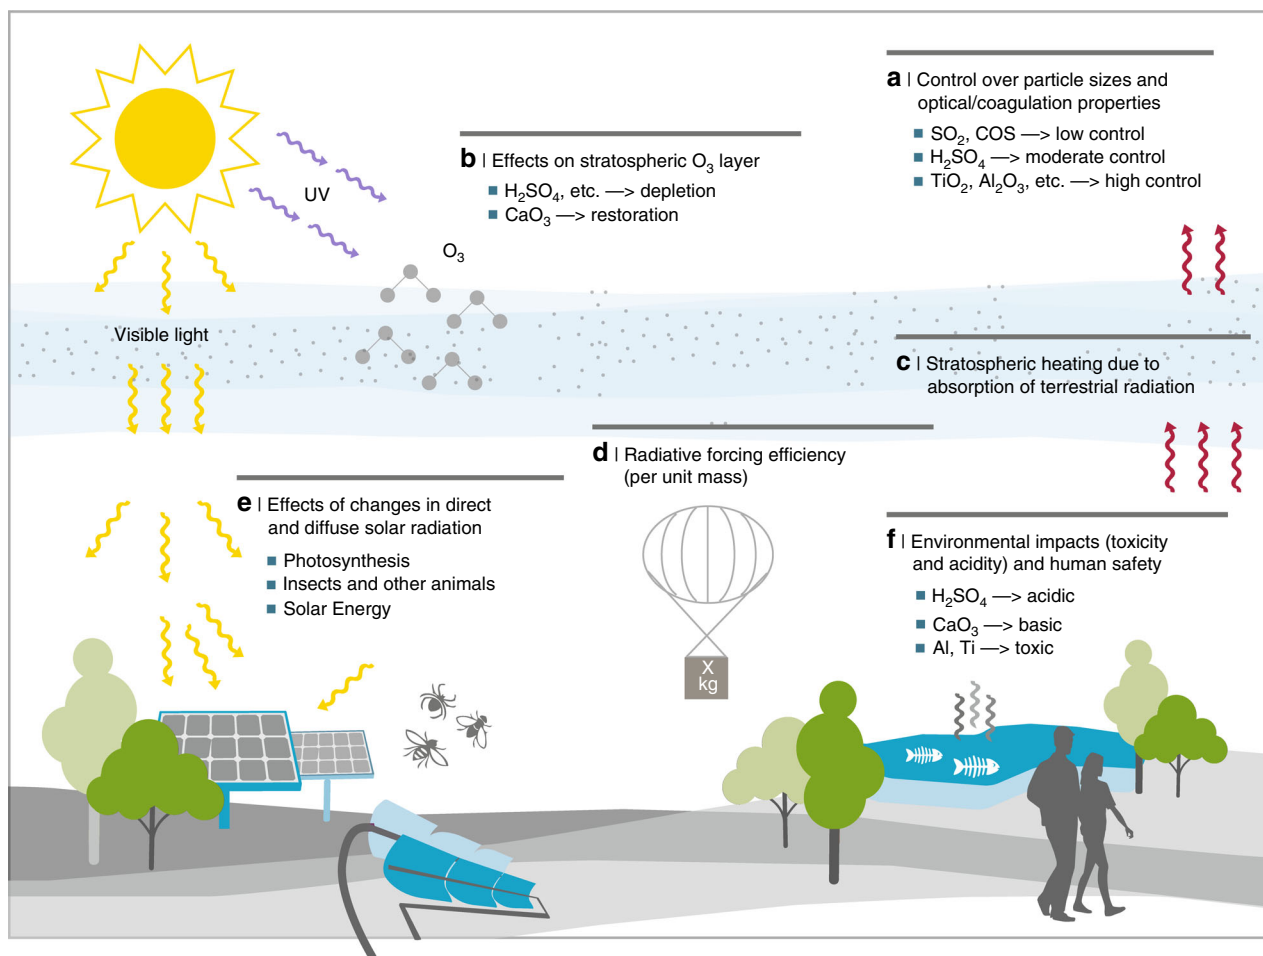 a | Control over particle sizes and
optical/coagulation properties
SO₂, COS —> low control
H₂SO₄ —> moderate control
TiO₂, Al₂O₃, etc. —> high control
b | Effects on stratospheric O₃ layer
H₂SO₄, etc. —> depletion
CaO₃ —> restoration
UV
O₃
Visible light
c | Stratospheric heating due to
absorption of terrestrial radiation
d | Radiative forcing efficiency
(per unit mass)
X
kg
e | Effects of changes in direct
and diffuse solar radiation
Photosynthesis
Insects and other animals
Solar Energy
f | Environmental impacts (toxicity
and acidity) and human safety
H₂SO₄ —> acidic
CaO₃ —> basic
Al, Ti —> toxic